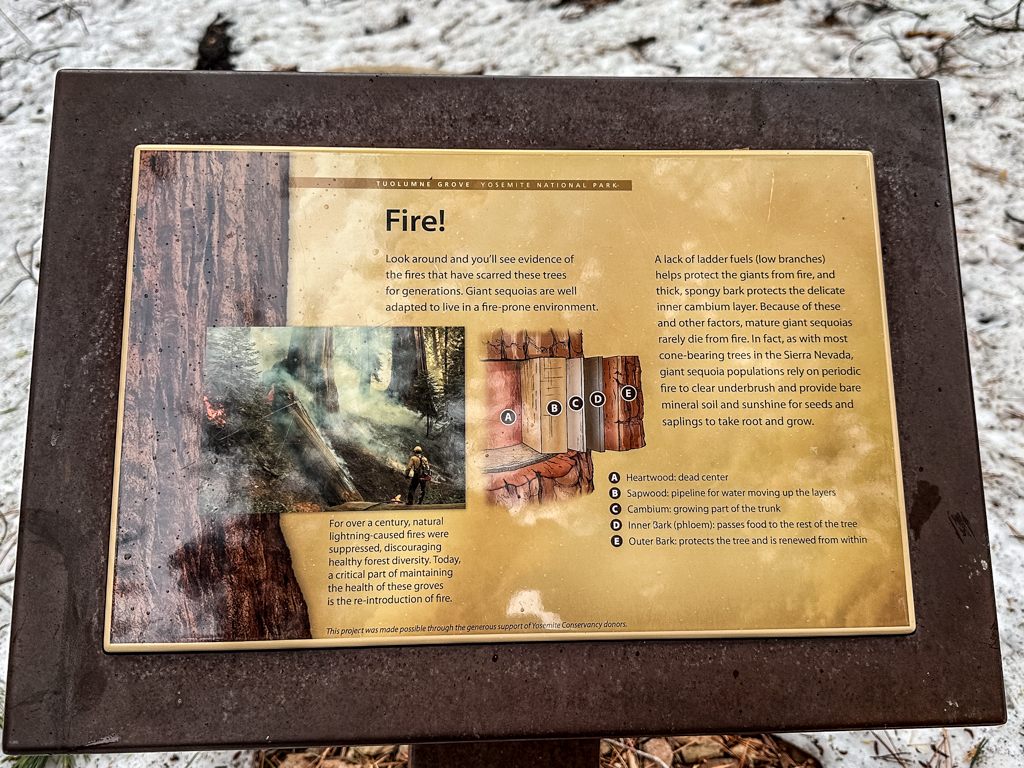 TUOLUMNE GROVE YOSEMITE NATIONAL PARK
Fire!
Look around and you'll see evidence of
the fires that have scarred these trees
for generations. Giant sequoias are well
adapted to live in a fire-prone environment.
For over a century, natural
lightning-caused fires were
suppressed, discouraging
healthy forest diversity. Today,
a critical part of maintaining
the health of these groves
is the re-introduction of fire.
A lack of ladder fuels (low branches)
helps protect the giants from fire, and
thick, spongy bark protects the delicate
inner cambium layer. Because of these
and other factors, mature giant sequoias
rarely die from fire. In fact, as with most
cone-bearing trees in the Sierra Nevada,
giant sequoia populations rely on periodic
fire to clear underbrush and provide bare
mineral soil and sunshine for seeds and
saplings to take root and grow.
A
B
C
D
E
A Heartwood: dead center
B Sapwood: pipeline for water moving up the layers
C Cambium: growing part of the trunk
D Inner Bark (phloem): passes food to the rest of the tree
E Outer Bark: protects the tree and is renewed from within
This project was made possible through the generous support of Yosemite Conservancy donors.